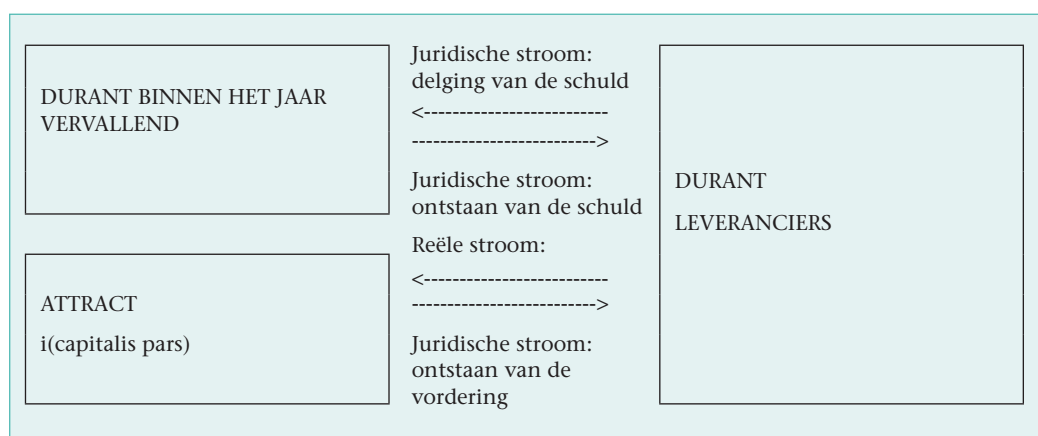 DURANT BINNEN HET JAAR
VERVALLEND
ATTRACT
i(capitalis pars)
Juridische stroom:
delging van de schuld
<---------------------------
-------------------------->
Juridische stroom:
ontstaan van de schuld
Reële stroom:
<---------------------------
-------------------------->
Juridische stroom:
ontstaan van de
vordering
DURANT
LEVERANCIERS